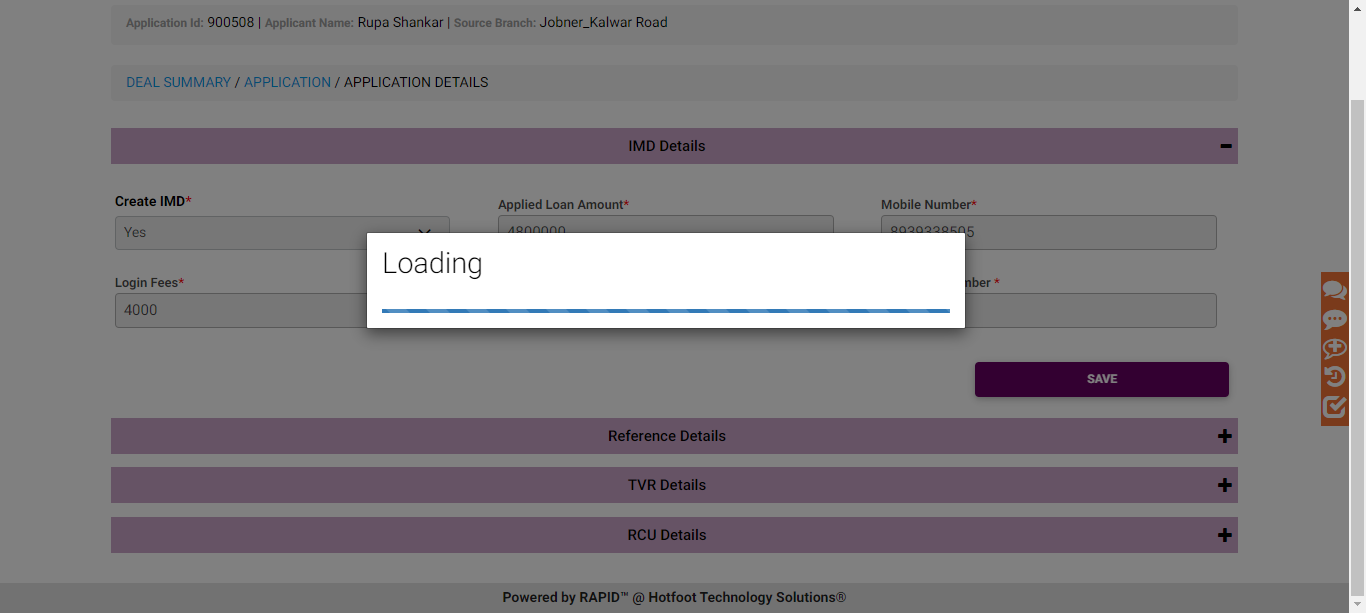 Application Id: 900508 | Applicant Name: Rupa Shankar | Source Branch: Jobner_Kalwar Road
DEAL SUMMARY / APPLICATION / APPLICATION DETAILS
IMD Details
Create IMD*
Applied Loan Amount*
Mobile Number*
Yes
4800000
8939338595
Loading
Login Fees*
mber *
4000
SAVE
Reference Details
TVR Details
RCU Details
Powered by RAPID™ @ Hotfoot Technology Solutions®